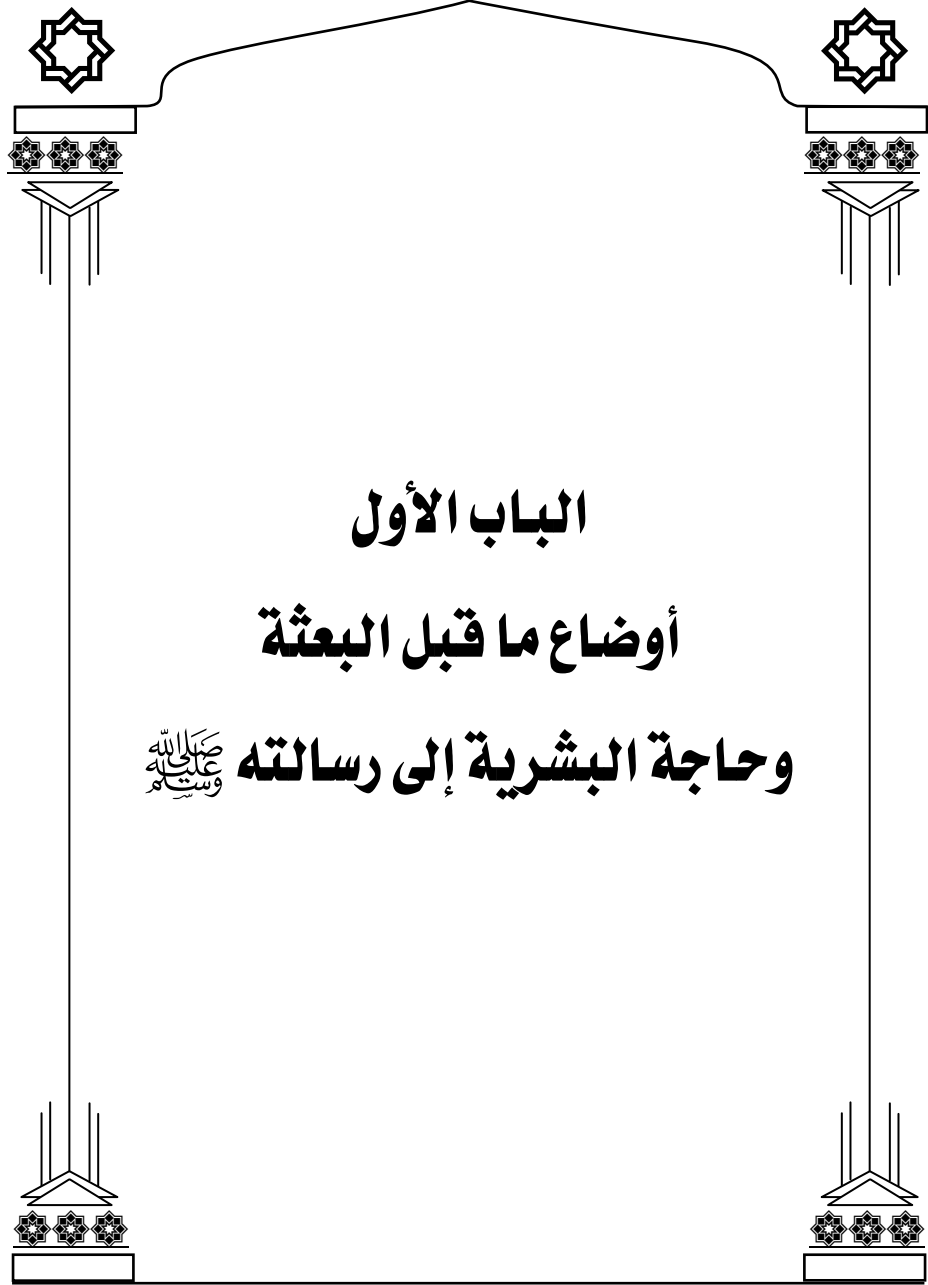 الباب الأول
أوضاع ما قبل البعثة
وحاجة البشرية إلى رسالته ﷺ